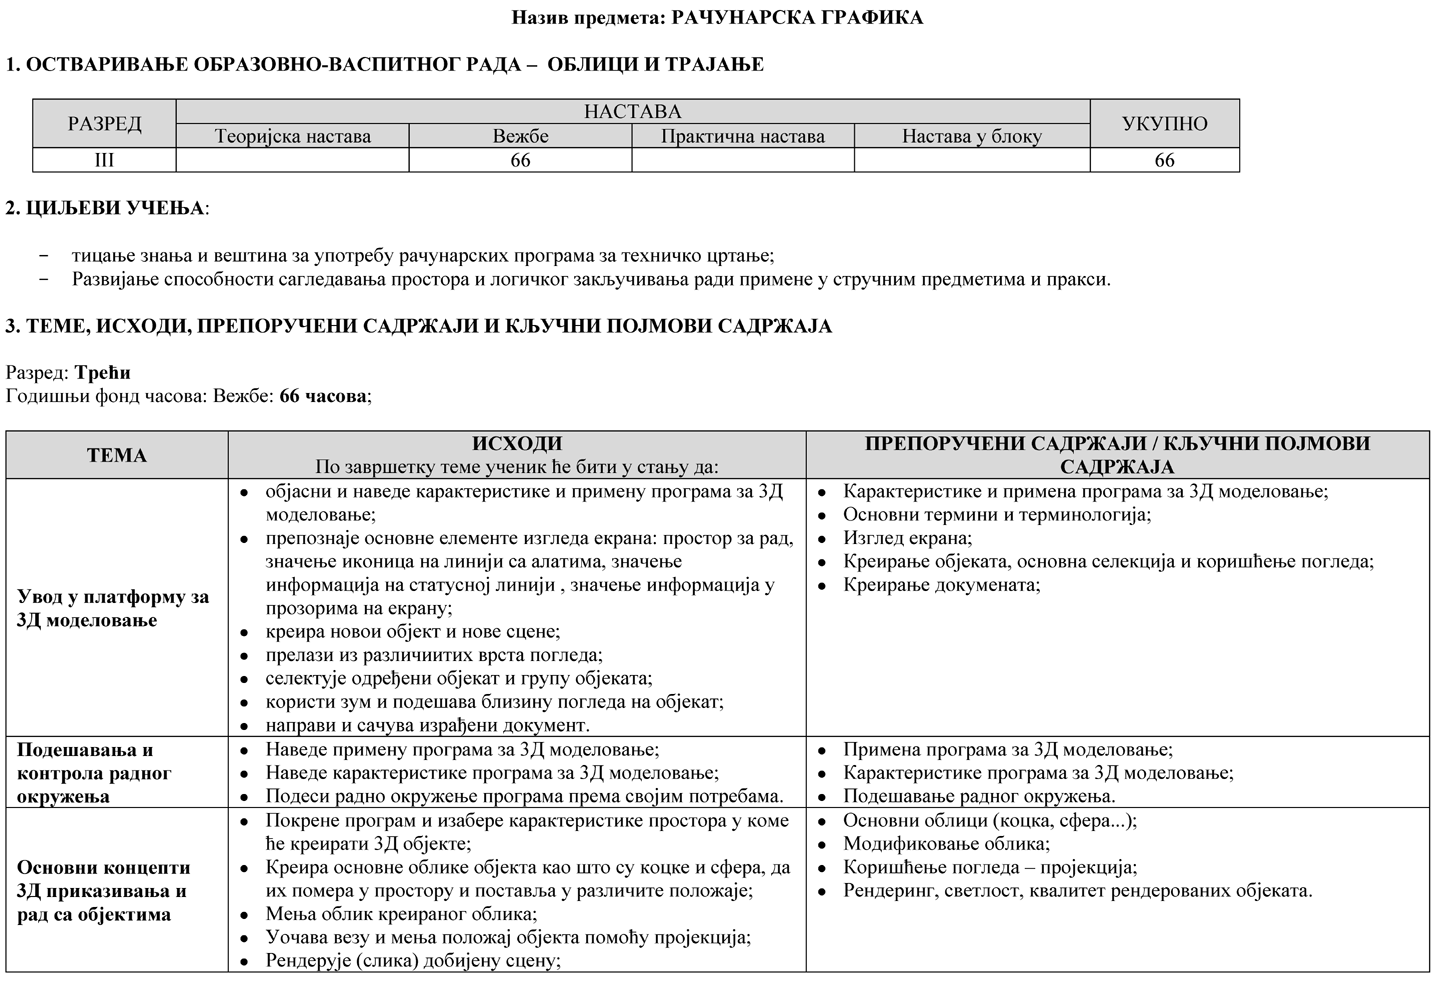 Назив предмета: РАЧУНАРСКА ГРАФИКА
1. ОСТВАРИВАЊЕ ОБРАЗОВНО-ВАСПИТНОГ РАДА – ОБЛИЦИ И ТРАЈАЊЕ
РАЗРЕД
НАСТАВА
УКУПНО
Теоријска настава
Вежбе
Практична настава
Настава у блоку
III
66
66
2. ЦИЉЕВИ УЧЕЊА:
– тицање знања и вештина за употребу рачунарских програма за техничко цртање;
– Развијање способности сагледавања простора и логичког закључивања ради примене у стручним предметима и пракси.
3. ТЕМЕ, ИСХОДИ, ПРЕПОРУЧЕНИ САДРЖАЈИ И КЉУЧНИ ПОЈМОВИ САДРЖАЈА
Разред: Трећи
Годишњи фонд часова: Вежбе: 66 часова;
ТЕМА
ИСХОДИ
По завршетку теме ученик ће бити у стању да:
ПРЕПОРУЧЕНИ САДРЖАЈИ / КЉУЧНИ ПОЈМОВИ
САДРЖАЈА
Увод у платформу за
3Д моделовање
• објасни и наведе карактеристике и примену програма за 3Д
моделовање;
• препознаје основне елементе изгледа екрана: простор за рад,
значење иконица на линији са алатима, значење
информација на статусној линији , значење информација у
прозорима на екрану;
• креира новои објект и нове сцене;
• прелази из различиитих врста погледа;
• селектује одређени објекат и групу објеката;
• користи зум и подешава близину погледа на објекат;
• направи и сачува израђени документ.
• Карактеристике и примена програма за 3Д моделовање;
• Основни термини и терминологија;
• Изглед екрана;
• Креирање објеката, основна селекција и коришћење погледа;
• Креирање докумената;
Подешавања и
контрола радног
окружења
• Наведе примену програма за 3Д моделовање;
• Наведе карактеристике програма за 3Д моделовање;
• Подеси радно окружење програма према својим потребама.
• Примена програма за 3Д моделовање;
• Карактеристике програма за 3Д моделовање;
• Подешавање радног окружења.
Основни концепти
3Д приказивања и
рад са објектима
• Покрене програм и изабере карактеристике простора у коме
ће креирати 3Д објекте;
• Креира основне облике објекта као што су коцке и сфера, да
их помера у простору и поставља у различите положаје;
• Мења облик креираног облика;
• Уочава везу и мења положај објекта помоћу пројекција;
• Рендерује (слика) добијену сцену;
• Основни облици (коцка, сфера...);
• Модификовање облика;
• Коришћење погледа – пројекција;
• Рендеринг, светлост, квалитет рендерованих објеката.